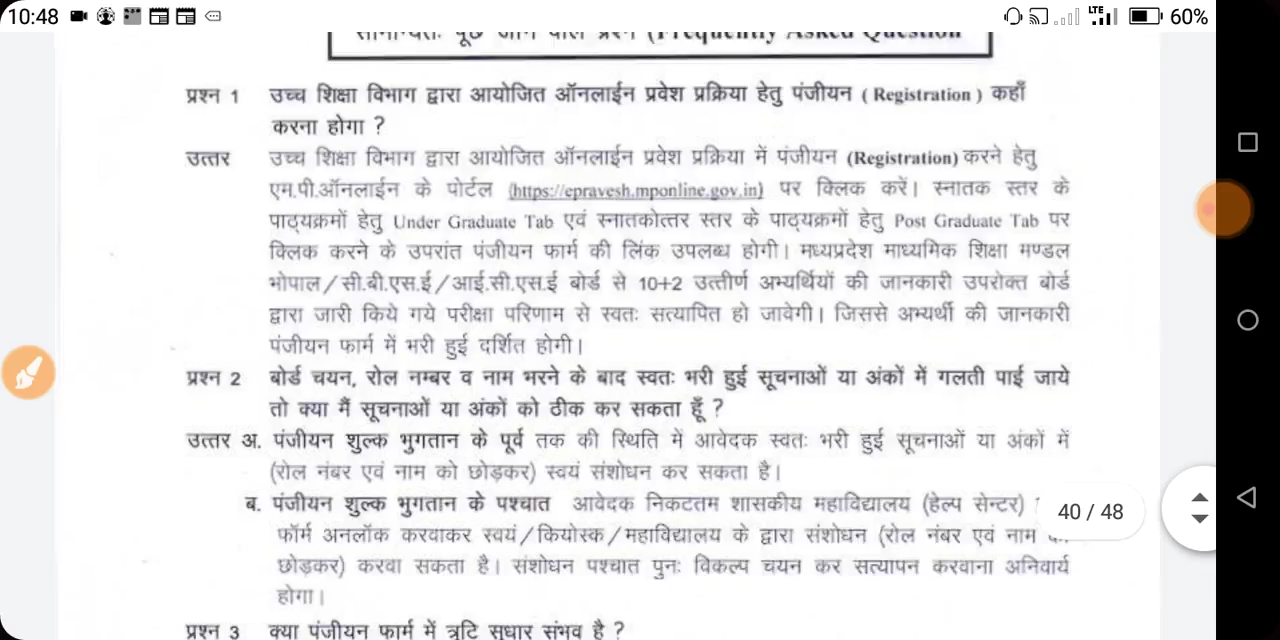 10:48
LTE
60%
सामान्यतः पूछे जाने वाले प्रश्न (Frequently Asked Question
प्रश्न 1 उच्च शिक्षा विभाग द्वारा आयोजित ऑनलाईन प्रवेश प्रक्रिया हेतु पंजीयन ( Registration ) कहाँ
करना होगा ?
उत्तर उच्च शिक्षा विभाग द्वारा आयोजित ऑनलाईन प्रवेश प्रक्रिया में पंजीयन (Registration) करने हेतु
एम.पी.ऑनलाईन के पोर्टल (https://epravesh.mponline.gov.in) पर क्लिक करें। स्नातक स्तर के
पाठ्यक्रमों हेतु Under Graduate Tab एवं स्नातकोत्तर स्तर के पाठ्यक्रमों हेतु Post Graduate Tab पर
क्लिक करने के उपरांत पंजीयन फार्म की लिंक उपलब्ध होगी। मध्यप्रदेश माध्यमिक शिक्षा मण्डल
भोपाल/सी.बी.एस.ई/आई.सी.एस.ई बोर्ड से 10+2 उत्तीर्ण अभ्यर्थियों की जानकारी उपरोक्त बोर्ड
द्वारा जारी किये गये परीक्षा परिणाम से स्वतः सत्यापित हो जावेगी। जिससे अभ्यर्थी की जानकारी
पंजीयन फार्म में भरी हुई दर्शित होगी।
प्रश्न 2 बोर्ड चयन, रोल नम्बर व नाम भरने के बाद स्वतः भरी हुई सूचनाओं या अंकों में गलती पाई जाये
तो क्या मैं सूचनाओं या अंकों को ठीक कर सकता हूँ ?
उत्तर अ. पंजीयन शुल्क भुगतान के पूर्व तक की स्थिति में आवेदक स्वतः भरी हुई सूचनाओं या अंकों में
(रोल नंबर एवं नाम को छोड़कर) स्वयं संशोधन कर सकता है।
ब. पंजीयन शुल्क भुगतान के पश्चात आवेदक निकटतम शासकीय महाविद्यालय (हेल्प सेन्टर)
40 / 48
फॉर्म अनलॉक करवाकर स्वयं/कियोस्क/महाविद्यालय के द्वारा संशोधन (रोल नंबर एवं नाम
छोड़कर) करवा सकता है। संशोधन पश्चात पुनः विकल्प चयन कर सत्यापन करवाना अनिवार्य
होगा।
प्रश्न 3 क्या पंजीयन फार्म में त्रुटि सुधार संभव है ?